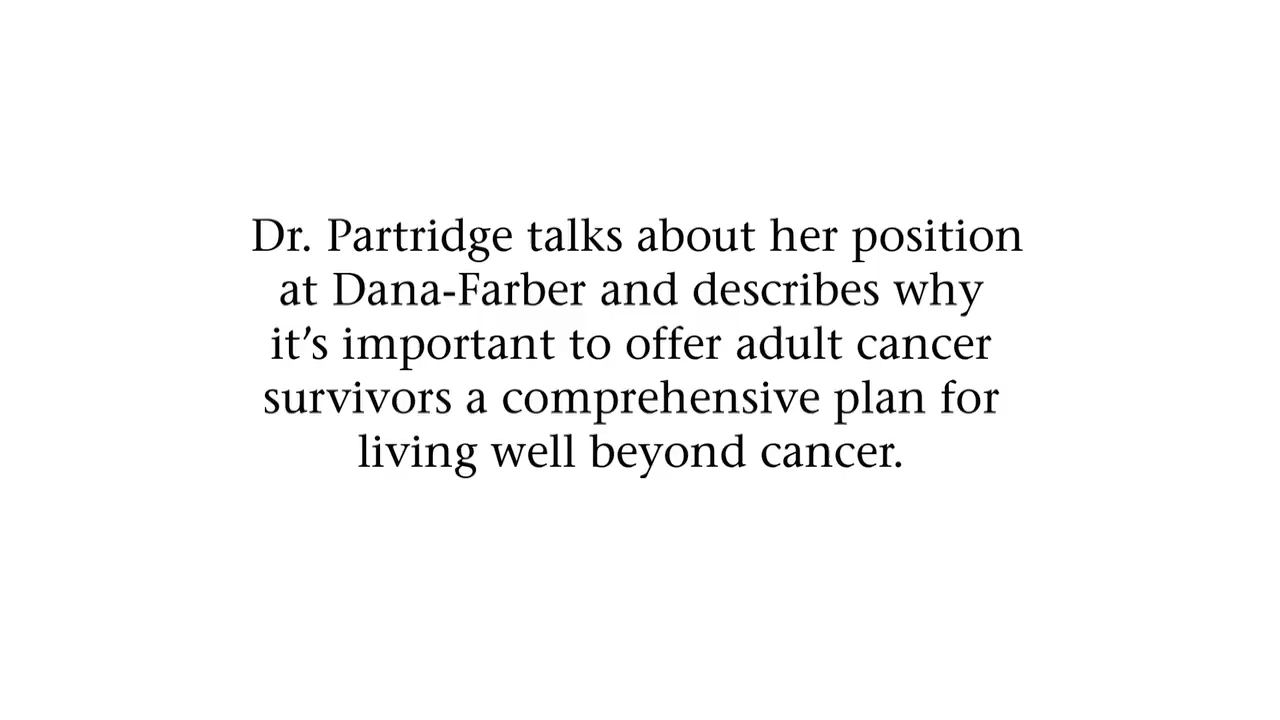 Dr. Partridge talks about her position
at Dana-Farber and describes why
it’s important to offer adult cancer
survivors a comprehensive plan for
living well beyond cancer.